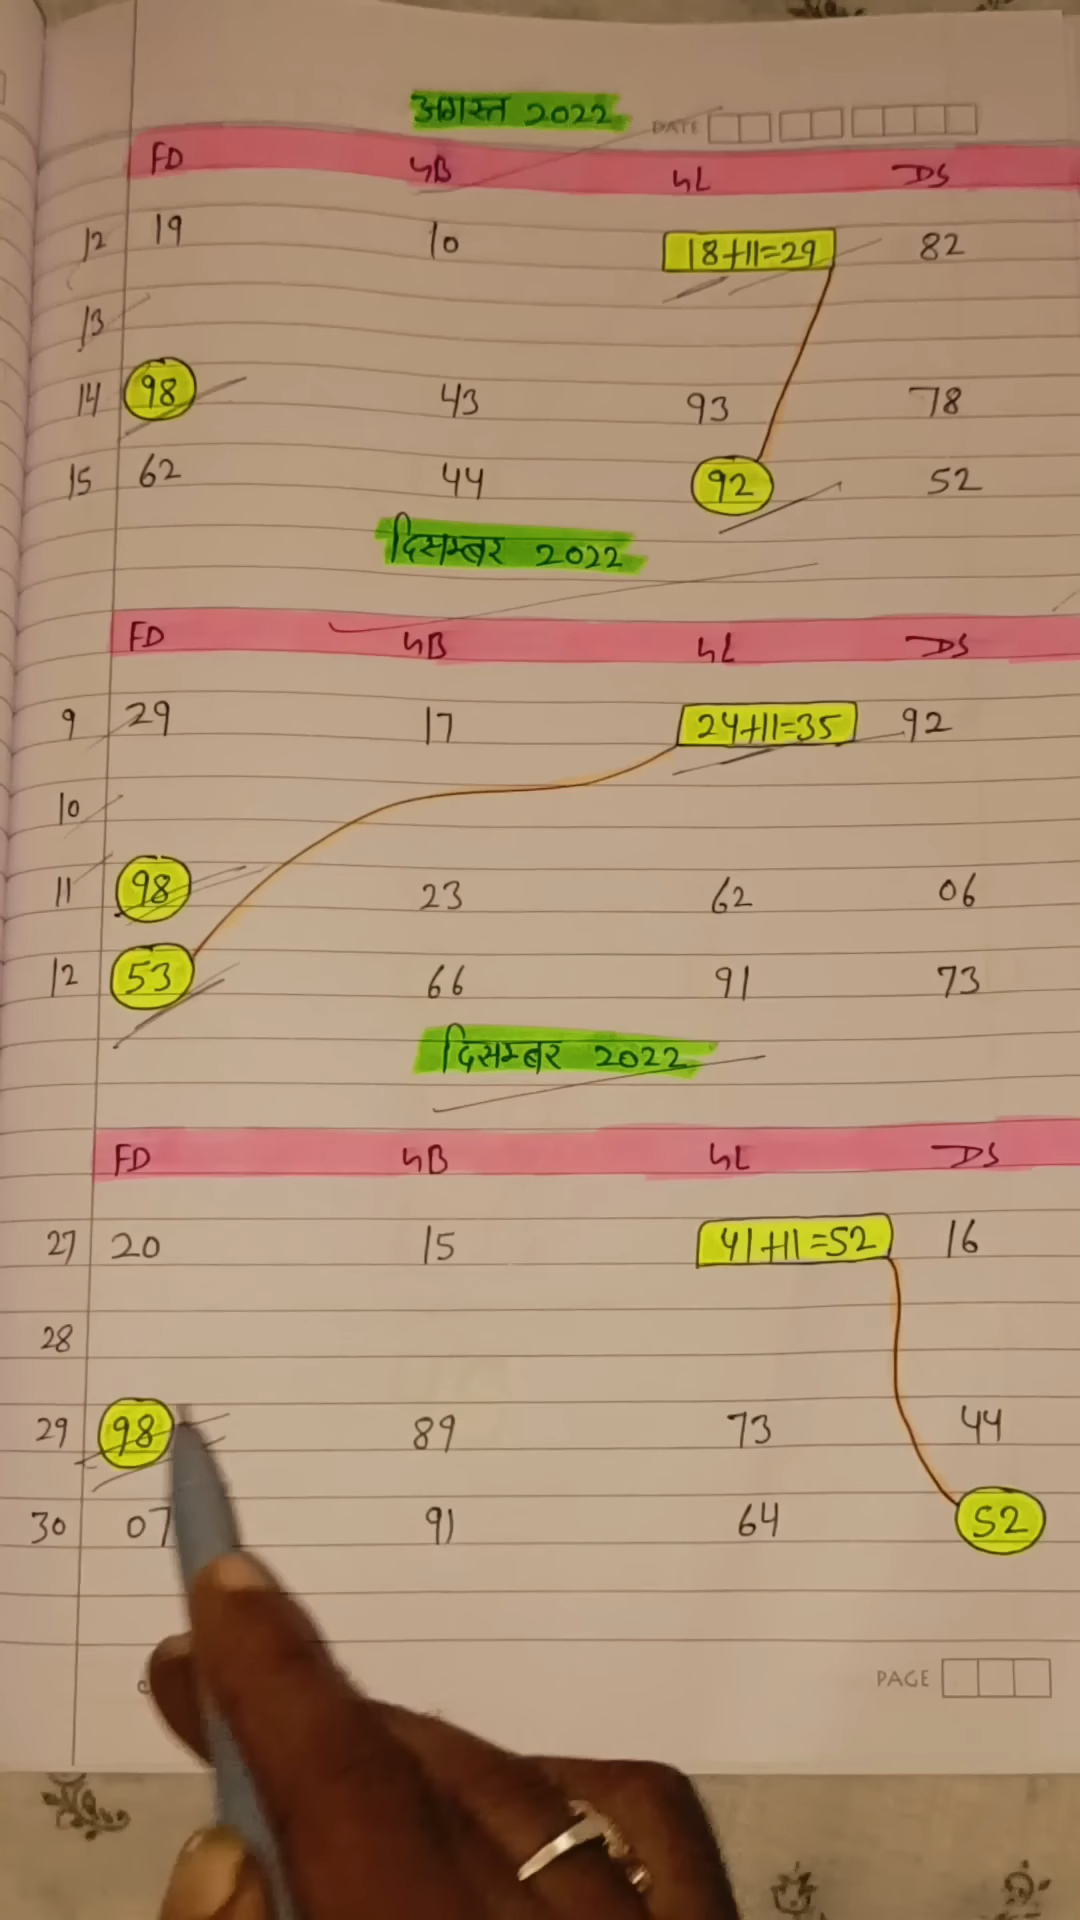 अगस्त 2022
DATE
FD GB GL DS
12 19 10 18+11=29 82
13
14 98 43 93 78
15 62 44 92 52
दिसम्बर 2022
FD GB GL DS
9 29 17 24+11=35 92
10
11 98 23 62 06
12 53 66 91 73
दिसम्बर 2022
FD GB GL DS
27 20 15 41+11=52 16
28
29 98 89 73 44
30 07 91 64 52
PAGE